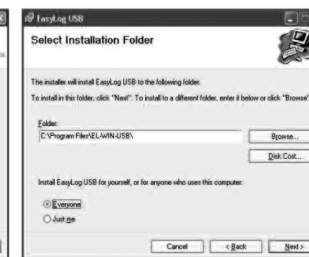 EasyLog USB
Select Installation Folder
The installer will install EasyLog USB to the following folder.
To install in this folder, click "Next". To install to a different folder, enter it below or click "Browse"
Folder:
C:\Program Files\EL-WIN-USB\
Browse...
Disk Cost...
Install EasyLog USB for yourself, or for anyone who uses this computer:
Everyone
Just me
Cancel
< Back
Next >